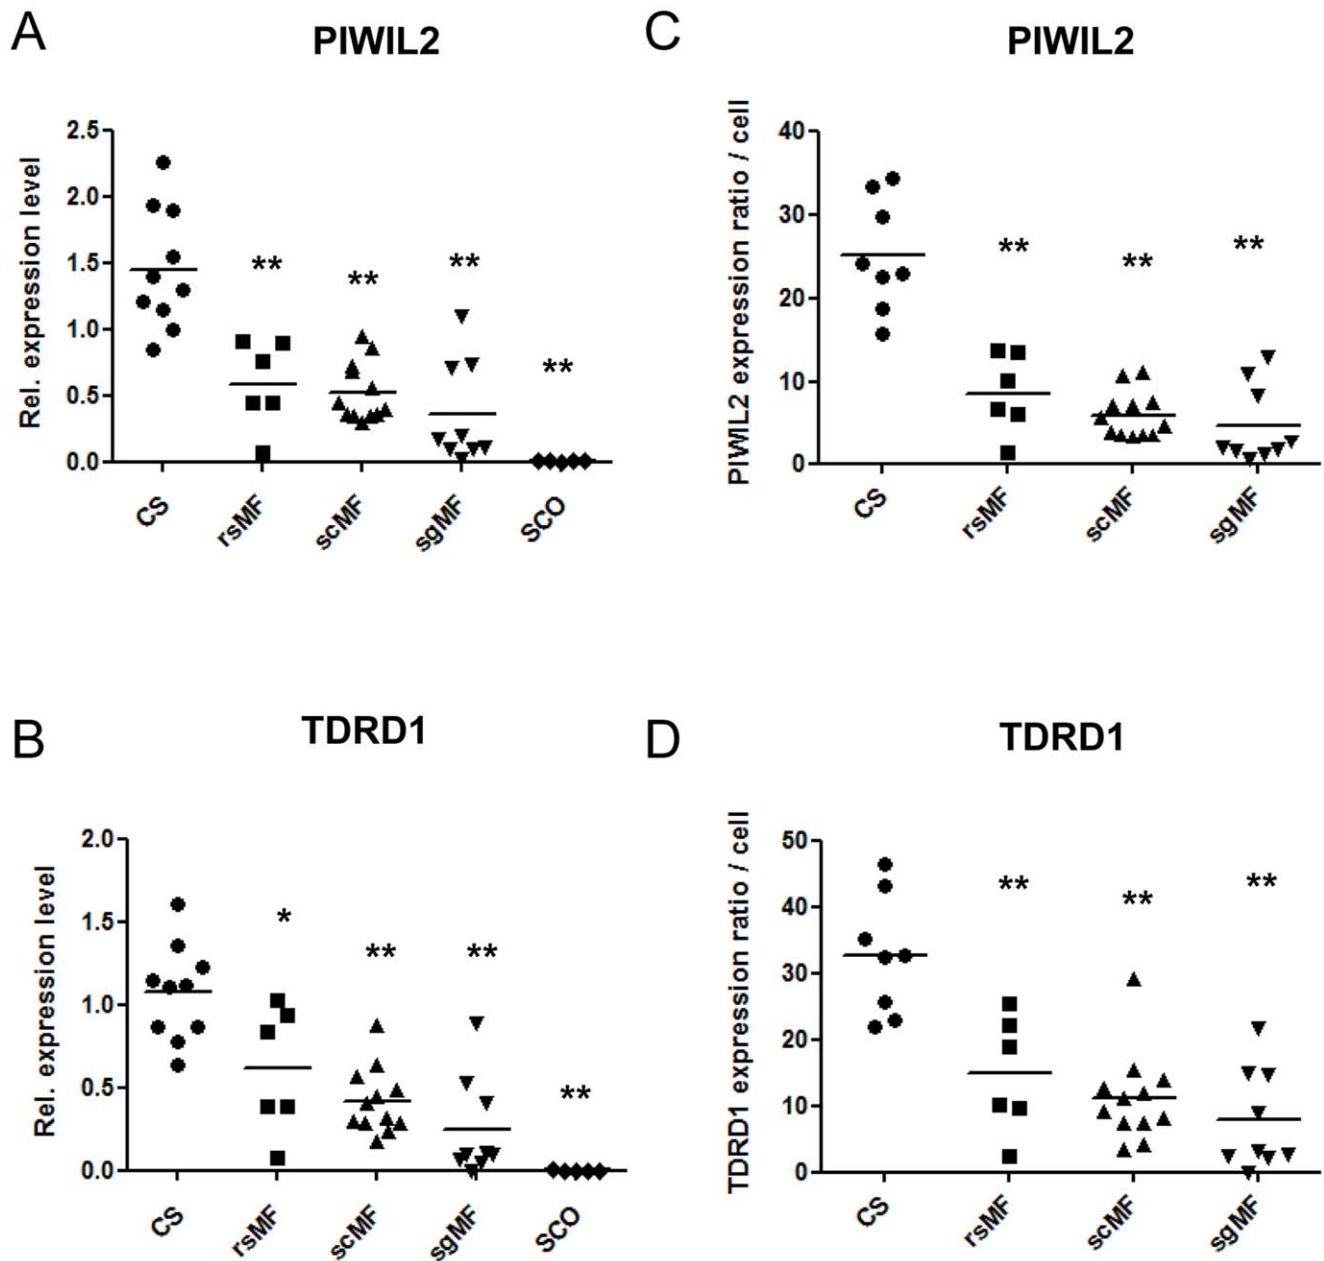 A
PIWIL2
Rel. expression level
2.5
2.0
1.5
1.0
0.5
0.0
**
**
**
**
CS
rsMF
scMF
sgMF
SCO
C
PIWIL2
PIWIL2 expression ratio / cell
40
30
20
10
0
**
**
**
CS
rsMF
scMF
sgMF
B
TDRD1
Rel. expression level
2.0
1.5
1.0
0.5
0.0
*
**
**
**
CS
rsMF
scMF
sgMF
SCO
D
TDRD1
TDRD1 expression ratio / cell
50
40
30
20
10
0
**
**
**
CS
rsMF
scMF
sgMF